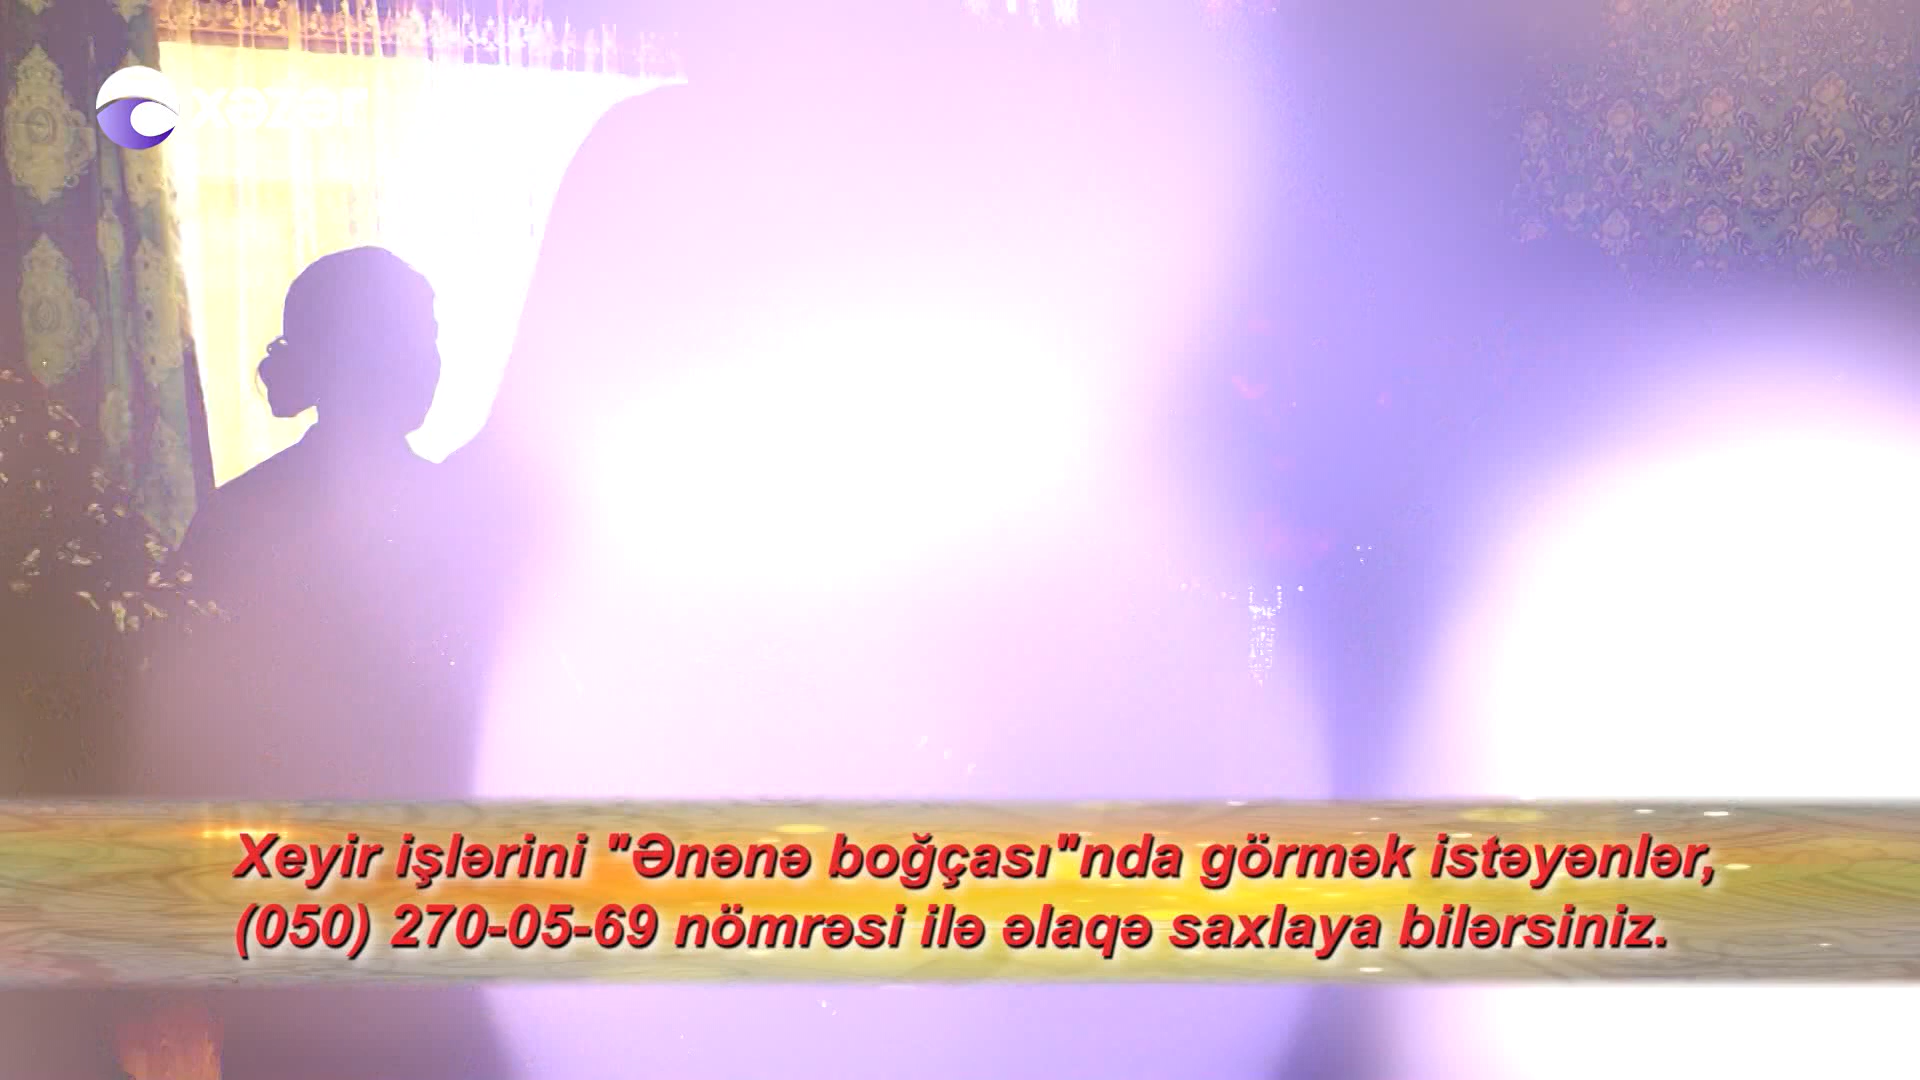 xəzər
Xeyir işlərini "Ənənə boğçası"nda görmək istəyənlər,
(050) 270-05-69 nömrəsi ilə əlaqə saxlaya bilərsiniz.